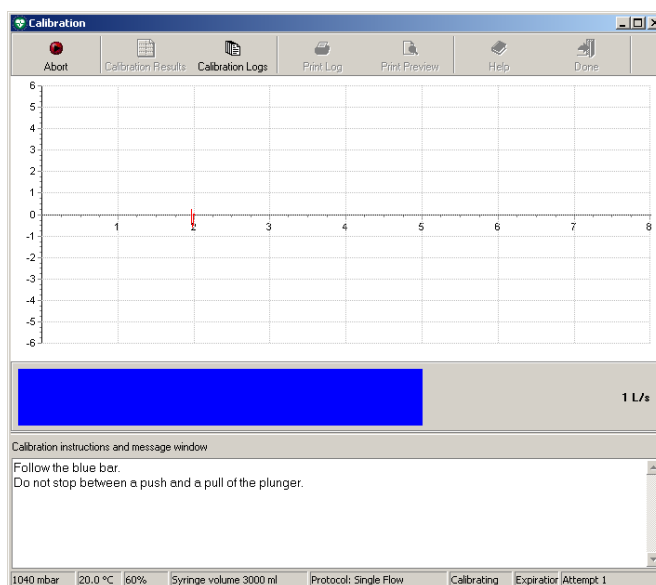 Calibration
Abort
Calibration Results
Calibration Logs
Print Log
Print Preview
Help
Done
6
5
4
3
2
1
0
-1
-2
-3
-4
-5
-6
1 2 3 4 5 6 7 8
1 L/s
Calibration instructions and message window
Follow the blue bar.
Do not stop between a push and a pull of the plunger.
1040 mbar 20.0 °C 60% Syringe volume 3000 ml Protocol: Single Flow Calibrating Expiration Attempt 1